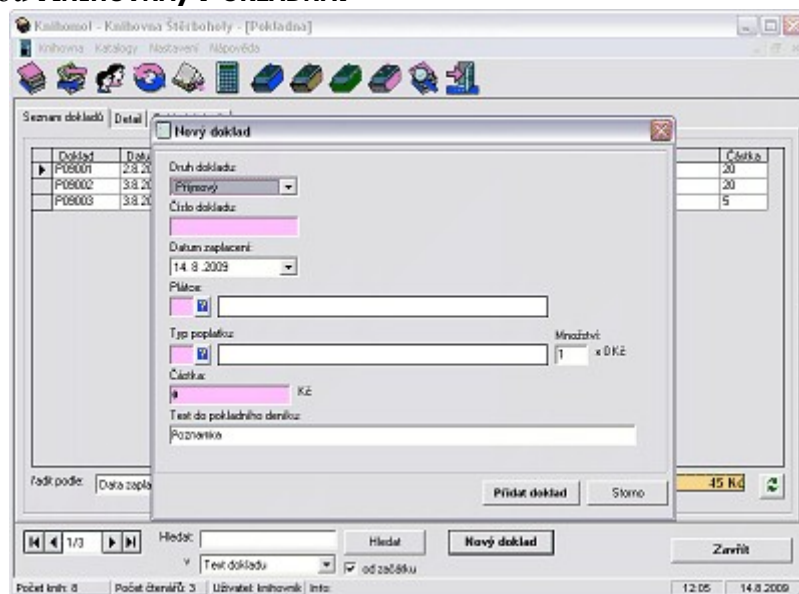 Knihomol - Knihovna Štěrboholy - [Pokladna]
Knihovna Katalogy Nastavení Nápověda
Seznam dokladů Detail
Nový doklad
Doklad Částka
P09001 20
P09002 20
P09003 5
Druh dokladu:
Příjmový
Číslo dokladu:
Datum zaplacení:
14. 8 .2009
Plátce:
Typ poplatku: Množství:
1 x 0 Kč
Částka:
0 Kč
Text do pokladního deníku:
Poznamka
Přidat doklad Storno
Řadit podle: Data zapla 45 Kč
1/3 Hledat: Hledat Nový doklad Zavřít
v Text dokladu od začátku
Počet knih: 8 Počet čtenářů: 3 Uživatel: knihovnik Info: 12:05 14.8.2009